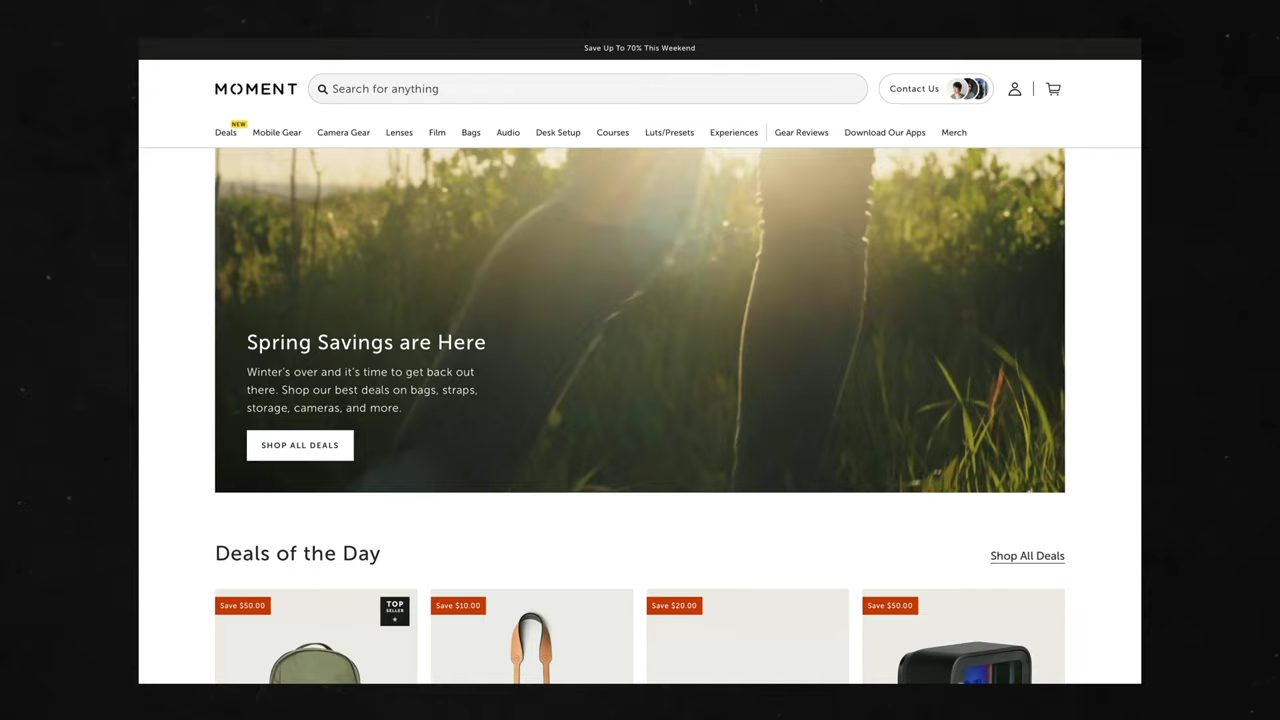 Save Up To 70% This Weekend
MOMENT
Search for anything
Contact Us
NEW
Deals Mobile Gear Camera Gear Lenses Film Bags Audio Desk Setup Courses Luts/Presets Experiences Gear Reviews Download Our Apps Merch
Spring Savings are Here
Winter's over and it's time to get back out
there. Shop our best deals on bags, straps,
storage, cameras, and more.
SHOP ALL DEALS
Deals of the Day
Shop All Deals
Save $50.00
TOP
SELLER
Save $10.00
Save $20.00
Save $50.00